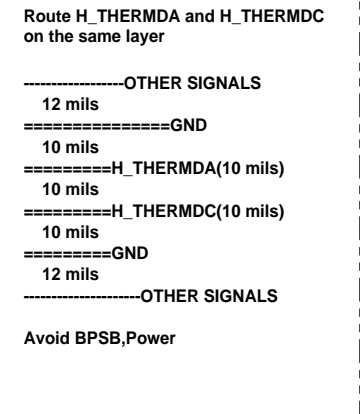 Route H_THERMDA and H_THERMDC
on the same layer
------------------OTHER SIGNALS
12 mils
===============GND
10 mils
=========H_THERMDA(10 mils)
10 mils
=========H_THERMDC(10 mils)
10 mils
=========GND
12 mils
---------------------OTHER SIGNALS
Avoid BPSB,Power